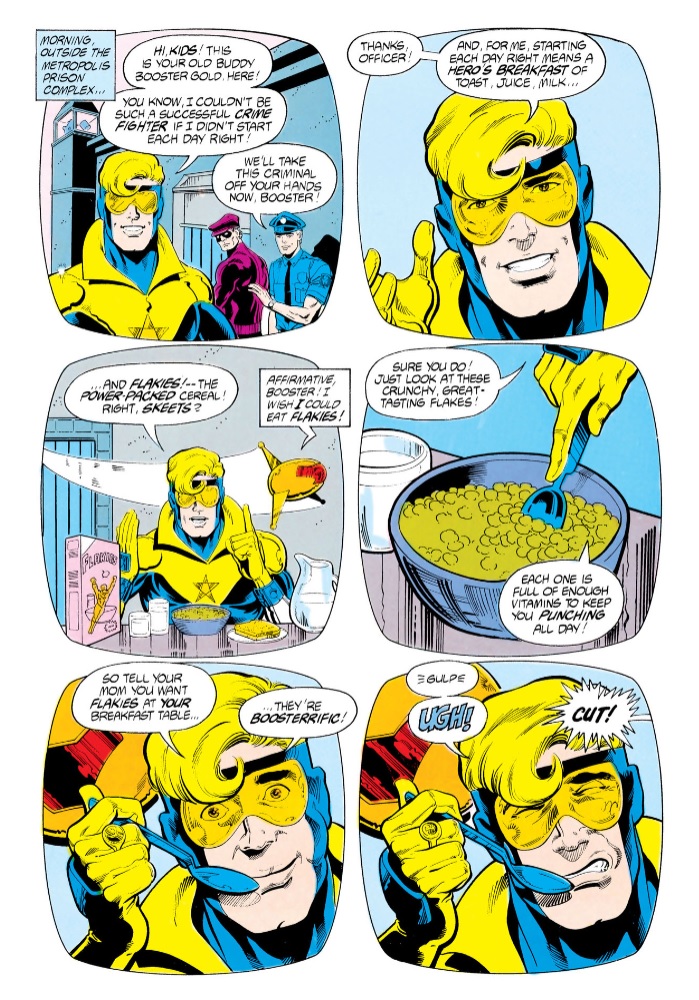 MORNING,
OUTSIDE THE
METROPOLIS
PRISON
COMPLEX...
HI, KIDS! THIS
IS YOUR OLD BUDDY
BOOSTER GOLD. HERE!
YOU KNOW, I COULDN'T BE
SUCH A SUCCESSFUL CRIME
FIGHTER IF I DIDN'T START
EACH DAY RIGHT!
WE'LL TAKE
THIS CRIMINAL
OFF YOUR HANDS
NOW, BOOSTER!
THANKS,
OFFICER!
AND, FOR ME, STARTING
EACH DAY RIGHT MEANS A
HERO'S BREAKFAST OF
TOAST, JUICE, MILK...
...AND FLAKIES!--THE
POWER-PACKED CEREAL!
RIGHT, SKEETS?
AFFIRMATIVE,
BOOSTER! I
WISH I COULD
EAT FLAKIES!
FLAKIES
SURE YOU DO!
JUST LOOK AT THESE
CRUNCHY, GREAT-
TASTING FLAKES!
EACH ONE IS
FULL OF ENOUGH
VITAMINS TO KEEP
YOU PUNCHING
ALL DAY!
SO TELL YOUR
MOM YOU WANT
FLAKIES AT YOUR
BREAKFAST TABLE...
...THEY'RE
BOOSTERRIFIC!
GULP
UGH!
CUT!